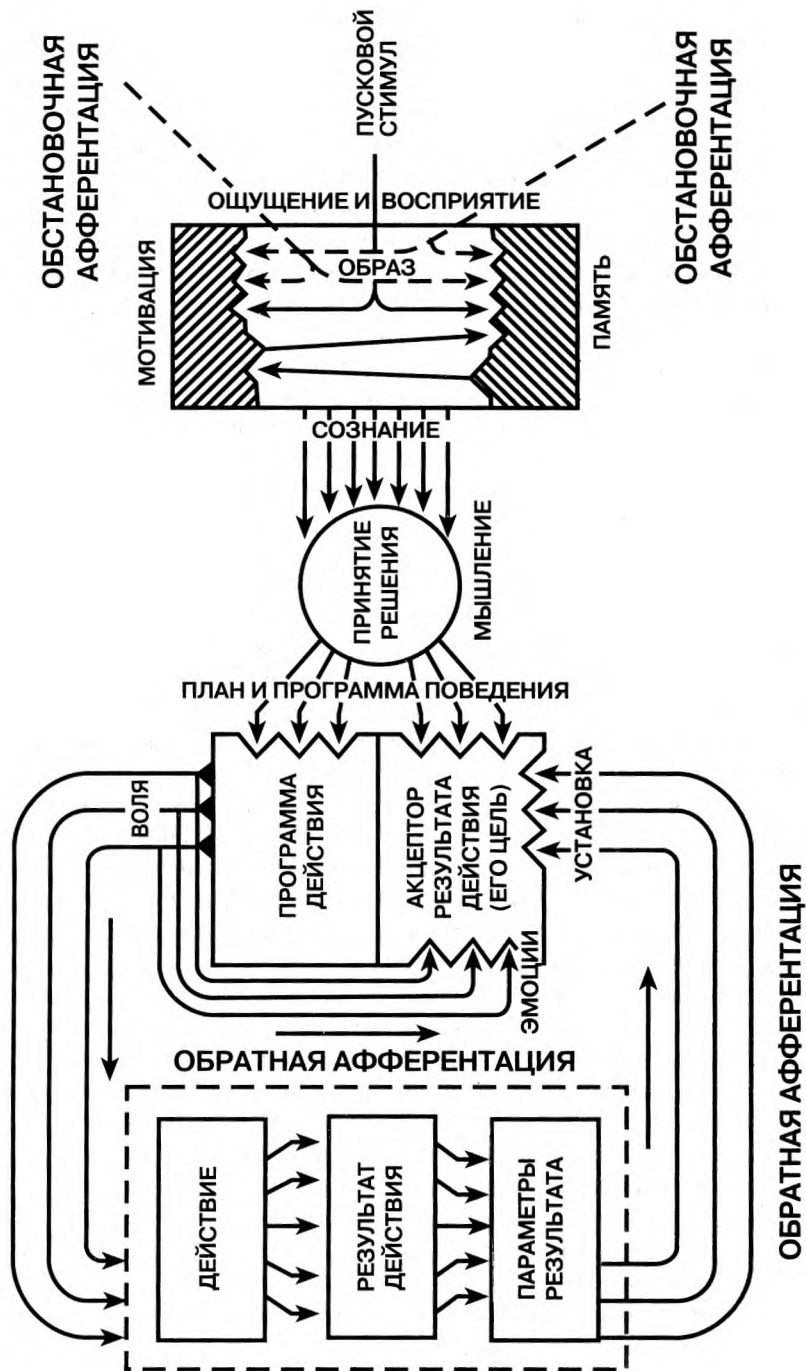 ОБСТАНОВОЧНАЯ
АФФЕРЕНТАЦИЯ
ПУСКОВОЙ
СТИМУЛ
ОБСТАНОВОЧНАЯ
АФФЕРЕНТАЦИЯ
ОЩУЩЕНИЕ И ВОСПРИЯТИЕ
МОТИВАЦИЯ
ОБРАЗ
ПАМЯТЬ
СОЗНАНИЕ
ПРИНЯТИЕ
РЕШЕНИЯ
МЫШЛЕНИЕ
ПЛАН И ПРОГРАММА ПОВЕДЕНИЯ
ВОЛЯ
ПРОГРАММА
ДЕЙСТВИЯ
АКЦЕПТОР
РЕЗУЛЬТАТА
ДЕЙСТВИЯ
(ЕГО ЦЕЛЬ)
УСТАНОВКА
ЭМОЦИИ
ОБРАТНАЯ АФФЕРЕНТАЦИЯ
ДЕЙСТВИЕ
РЕЗУЛЬТАТ
ДЕЙСТВИЯ
ПАРАМЕТРЫ
РЕЗУЛЬТАТА
ОБРАТНАЯ АФФЕРЕНТАЦИЯ